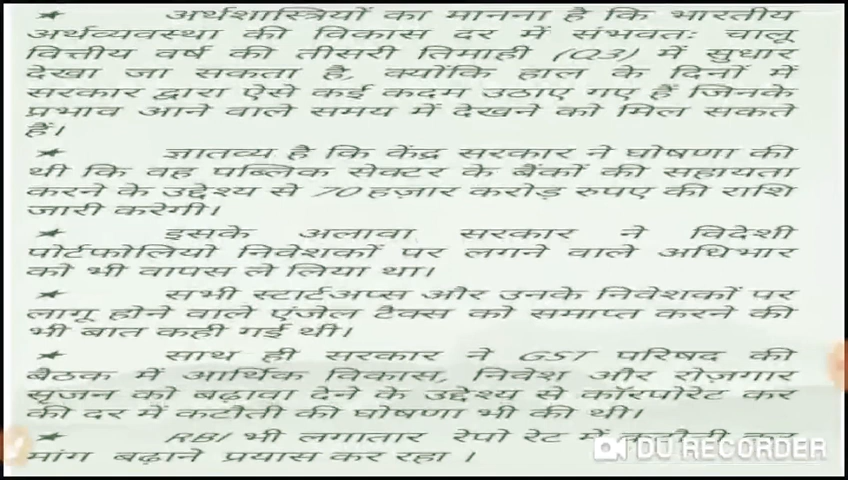 ★ अर्थशास्त्रियों का मानना है कि भारतीय
अर्थव्यवस्था की विकास दर में संभवतः चालू
वित्तीय वर्ष की तीसरी तिमाही (Q3) में सुधार
देखा जा सकता है, क्योंकि हाल के दिनों में
सरकार द्वारा ऐसे कई कदम उठाए गए हैं जिनके
प्रभाव आने वाले समय में देखने को मिल सकते
हैं।
★ ज्ञातव्य है कि केंद्र सरकार ने घोषणा की
थी कि वह पब्लिक सेक्टर के बैंकों की सहायता
करने के उद्देश्य से 70 हज़ार करोड़ रुपए की राशि
जारी करेगी।
★ इसके अलावा सरकार ने विदेशी
पोर्टफोलियो निवेशकों पर लगने वाले अधिभार
को भी वापस ले लिया था।
★ सभी स्टार्टअप्स और उनके निवेशकों पर
लागू होने वाले एंजेल टैक्स को समाप्त करने की
भी बात कही गई थी।
★ साथ ही सरकार ने GST परिषद की
बैठक में आर्थिक विकास, निवेश और रोज़गार
सृजन को बढ़ावा देने के उद्देश्य से कॉरपोरेट कर
की दर में कटौती की घोषणा भी की थी।
★ RBI भी लगातार रेपो रेट में
मांग बढ़ाने प्रयास कर रहा ।
DU RECORDER